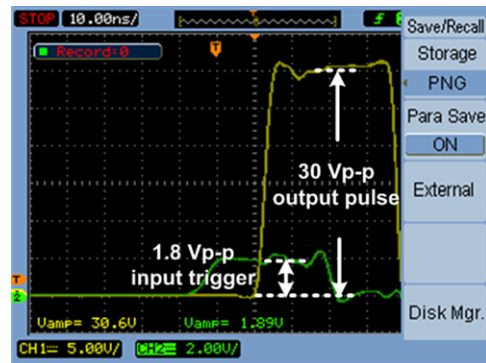 STOP 10.00ns/
Save/Recall
Record:0
Storage
PNG
Para Save
ON
External
Disk Mgr.
30 Vp-p
output pulse
1.8 Vp-p
input trigger
T
T
2
Vamp= 30.6V Vamp= 1.89V
CH1 5.00V/ CH2 2.00V/